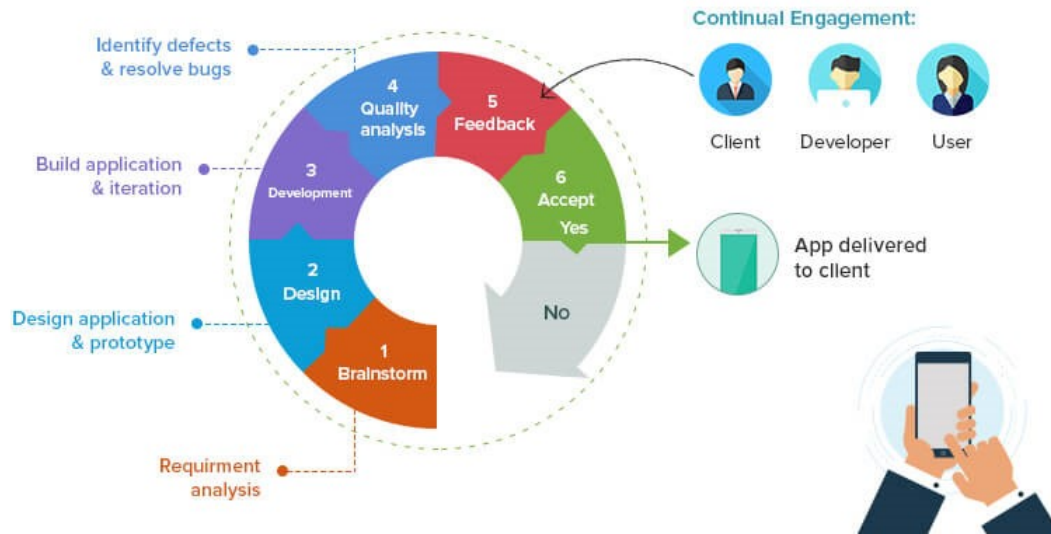 Continual Engagement:
Client
Developer
User
Identify defects
& resolve bugs
4
Quality
analysis
5
Feedback
Build application
& iteration
3
Development
6
Accept
Yes
App delivered
to client
2
Design
No
Design application
& prototype
1
Brainstorm
Requirment
analysis